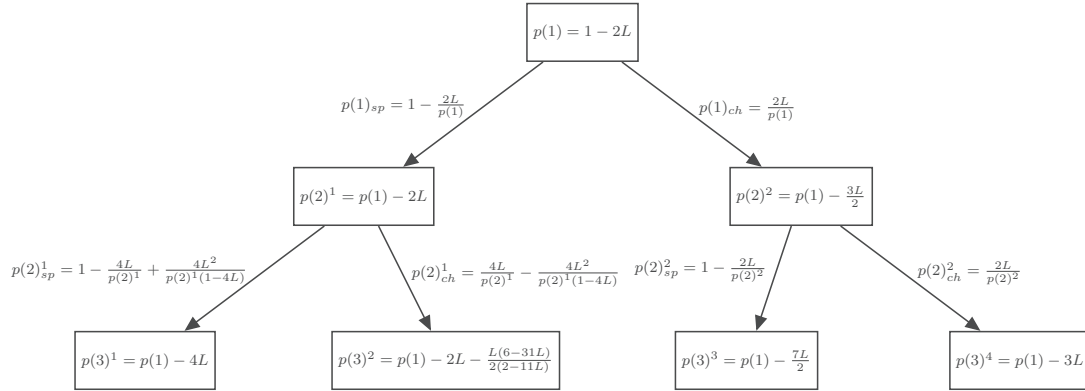 p(1) = 1 − 2L
p(1)_{sp} = 1 − \frac{2L}{p(1)}
p(1)_{ch} = \frac{2L}{p(1)}
p(2)^1 = p(1) − 2L
p(2)^2 = p(1) − \frac{3L}{2}
p(2)^1_{sp} = 1 − \frac{4L}{p(2)^1} + \frac{4L^2}{p(2)^1(1−4L)}
p(2)^1_{ch} = \frac{4L}{p(2)^1} − \frac{4L^2}{p(2)^1(1−4L)}
p(2)^2_{sp} = 1 − \frac{2L}{p(2)^2}
p(2)^2_{ch} = \frac{2L}{p(2)^2}
p(3)^1 = p(1) − 4L
p(3)^2 = p(1) − 2L − \frac{L(6−31L)}{2(2−11L)}
p(3)^3 = p(1) − \frac{7L}{2}
p(3)^4 = p(1) − 3L